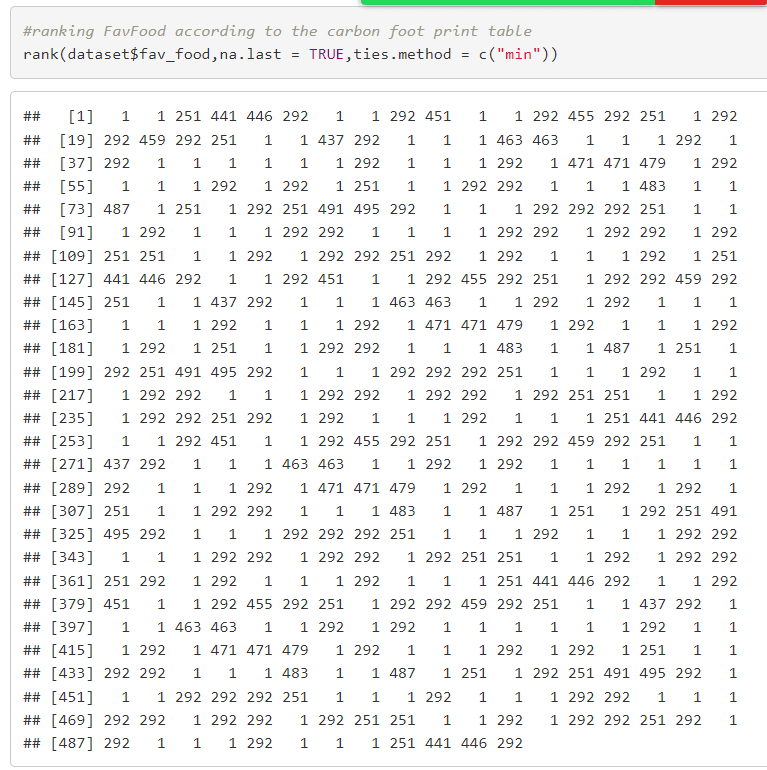 #ranking FavFood according to the carbon foot print table
rank(dataset$fav_food,na.last = TRUE,ties.method = c("min"))
##   [1]   1   1 251 441 446 292   1   1 292 451   1   1 292 455 292 251   1 292
##  [19] 292 459 292 251   1   1 437 292   1   1   1 463 463   1   1   1 292   1
##  [37] 292   1   1   1   1   1   1 292   1   1   1 292   1 471 471 479   1 292
##  [55]   1   1   1 292   1 292   1 251   1   1 292 292   1   1   1 483   1   1
##  [73] 487   1 251   1 292 251 491 495 292   1   1   1 292 292 292 251   1   1
##  [91]   1 292   1   1   1 292 292   1   1   1   1   1 292 292   1 292 292   1 292
## [109] 251 251   1   1 292   1 292 292 251 292   1 292   1   1   1 292   1 251
## [127] 441 446 292   1   1 292 451   1   1 292 455 292 251   1 292 292 459 292
## [145] 251   1   1 437 292   1   1   1 463 463   1   1 292   1 292   1   1   1
## [163]   1   1   1 292   1   1   1 292   1 471 471 479   1 292   1   1   1 292
## [181]   1 292   1 251   1   1 292 292   1   1   1 483   1   1 487   1 251   1
## [199] 292 251 491 495 292   1   1   1 292 292 292 251   1   1   1 292   1   1
## [217]   1 292 292   1   1   1 292 292   1 292 292   1 292 251 251   1   1 292
## [235]   1 292 292 251 292   1 292   1   1   1 292   1   1   1 251 441 446 292
## [253]   1   1 292 451   1   1 292 455 292 251   1 292 292 459 292 251   1   1
## [271] 437 292   1   1   1 463 463   1   1 292   1 292   1   1   1   1   1   1
## [289] 292   1   1   1 292   1 471 471 479   1 292   1   1   1 292   1 292   1
## [307] 251   1   1 292 292   1   1   1 483   1   1 487   1 251   1 292 251 491
## [325] 495 292   1   1   1 292 292 292 251   1   1   1 292   1   1   1 292 292
## [343]   1   1   1 292 292   1 292 292   1 292 251 251   1   1 292   1 292 292
## [361] 251 292   1 292   1   1   1 292   1   1   1 251 441 446 292   1   1 292
## [379] 451   1   1 292 455 292 251   1 292 292 459 292 251   1   1 437 292   1
## [397]   1   1 463 463   1   1 292   1 292   1   1   1   1   1   1 292   1   1
## [415]   1 292   1 471 471 479   1 292   1   1   1 292   1 292   1 251   1   1
## [433] 292 292   1   1   1 483   1   1 487   1 251   1 292 251 491 495 292   1
## [451]   1   1 292 292 292 251   1   1   1 292   1   1   1 292 292   1   1   1
## [469] 292 292   1 292 292   1 292 251 251   1   1 292   1 292 292 251 292   1
## [487] 292   1   1   1 292   1   1   1 251 441 446 292